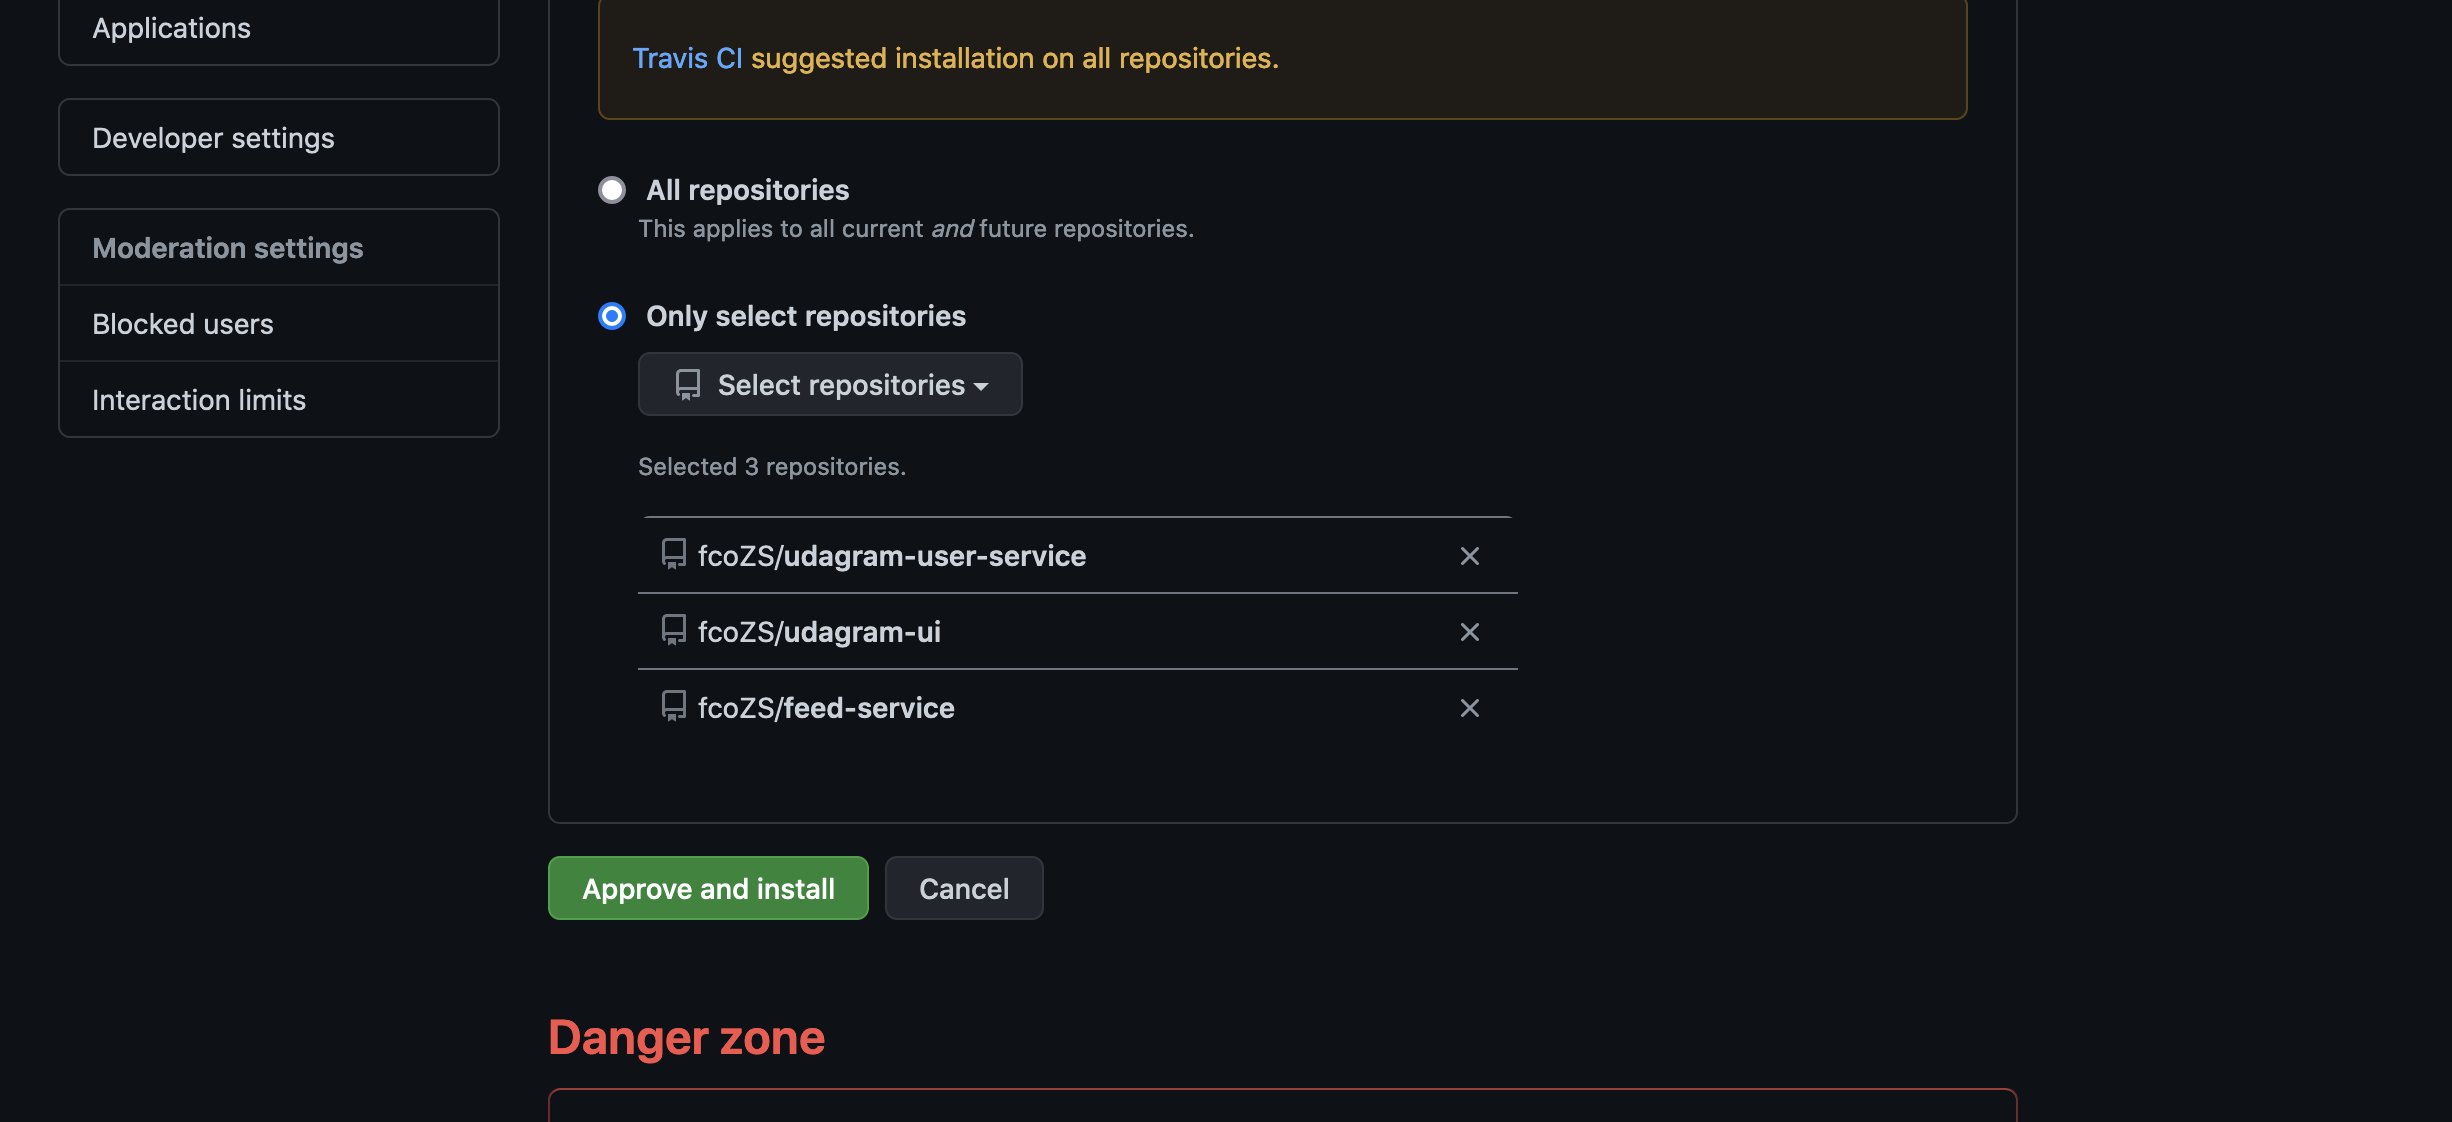 Applications
Developer settings
Moderation settings
Blocked users
Interaction limits
Travis CI suggested installation on all repositories.
All repositories
This applies to all current and future repositories.
Only select repositories
Select repositories
Selected 3 repositories.
fcoZS/udagram-user-service
fcoZS/udagram-ui
fcoZS/feed-service
Approve and install
Cancel
Danger zone